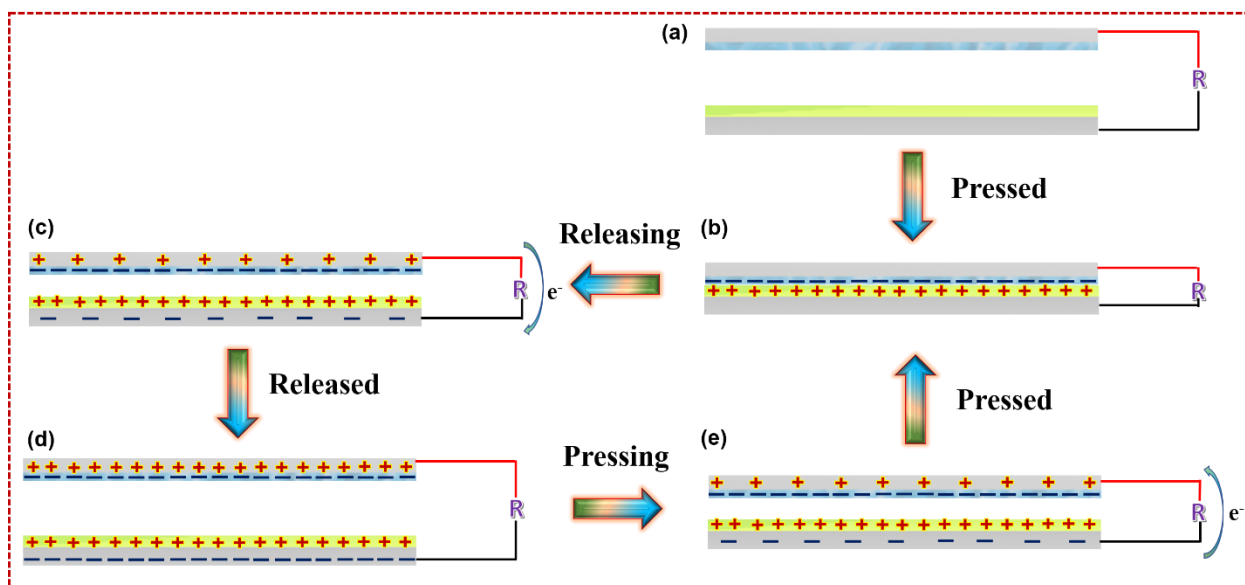 (a)
R
Pressed
(c)
Releasing
(b)
R
e-
R
Released
(d)
Pressing
Pressed
(e)
R
R
e-